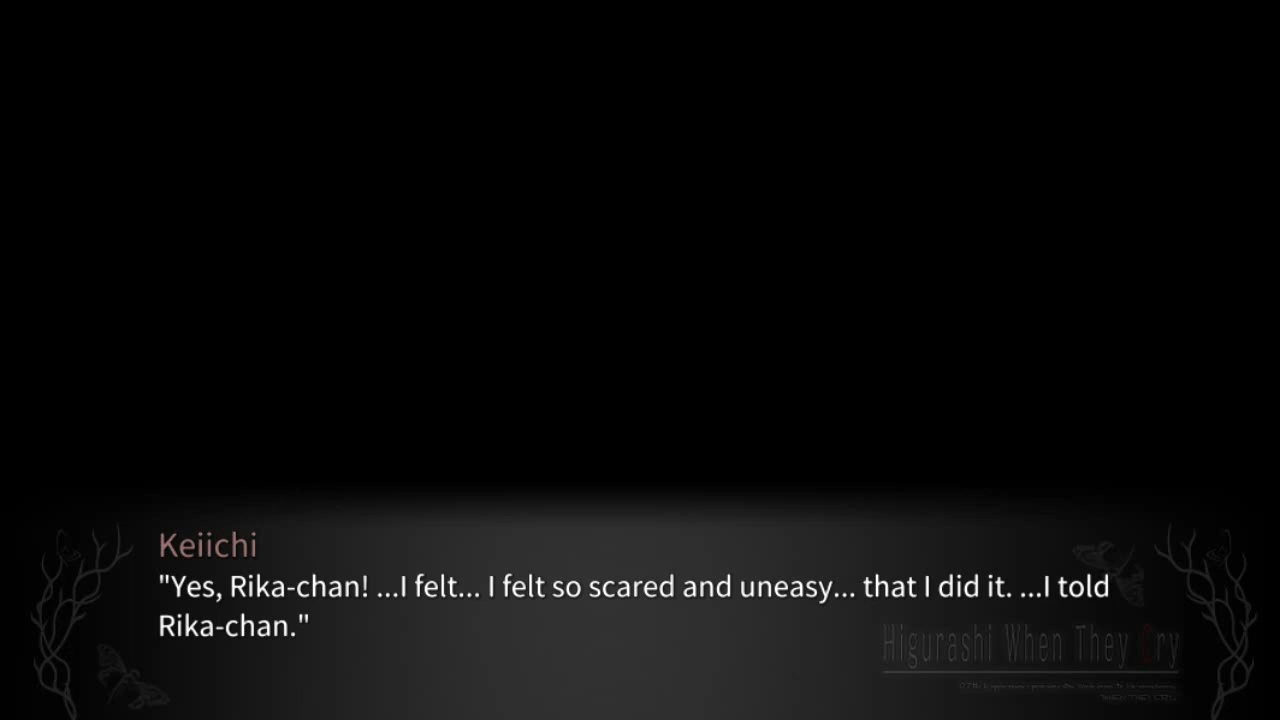 Keiichi
"Yes, Rika-chan! ...I felt... I felt so scared and uneasy... that I did it. ...I told
Rika-chan."
Higurashi When They Cry